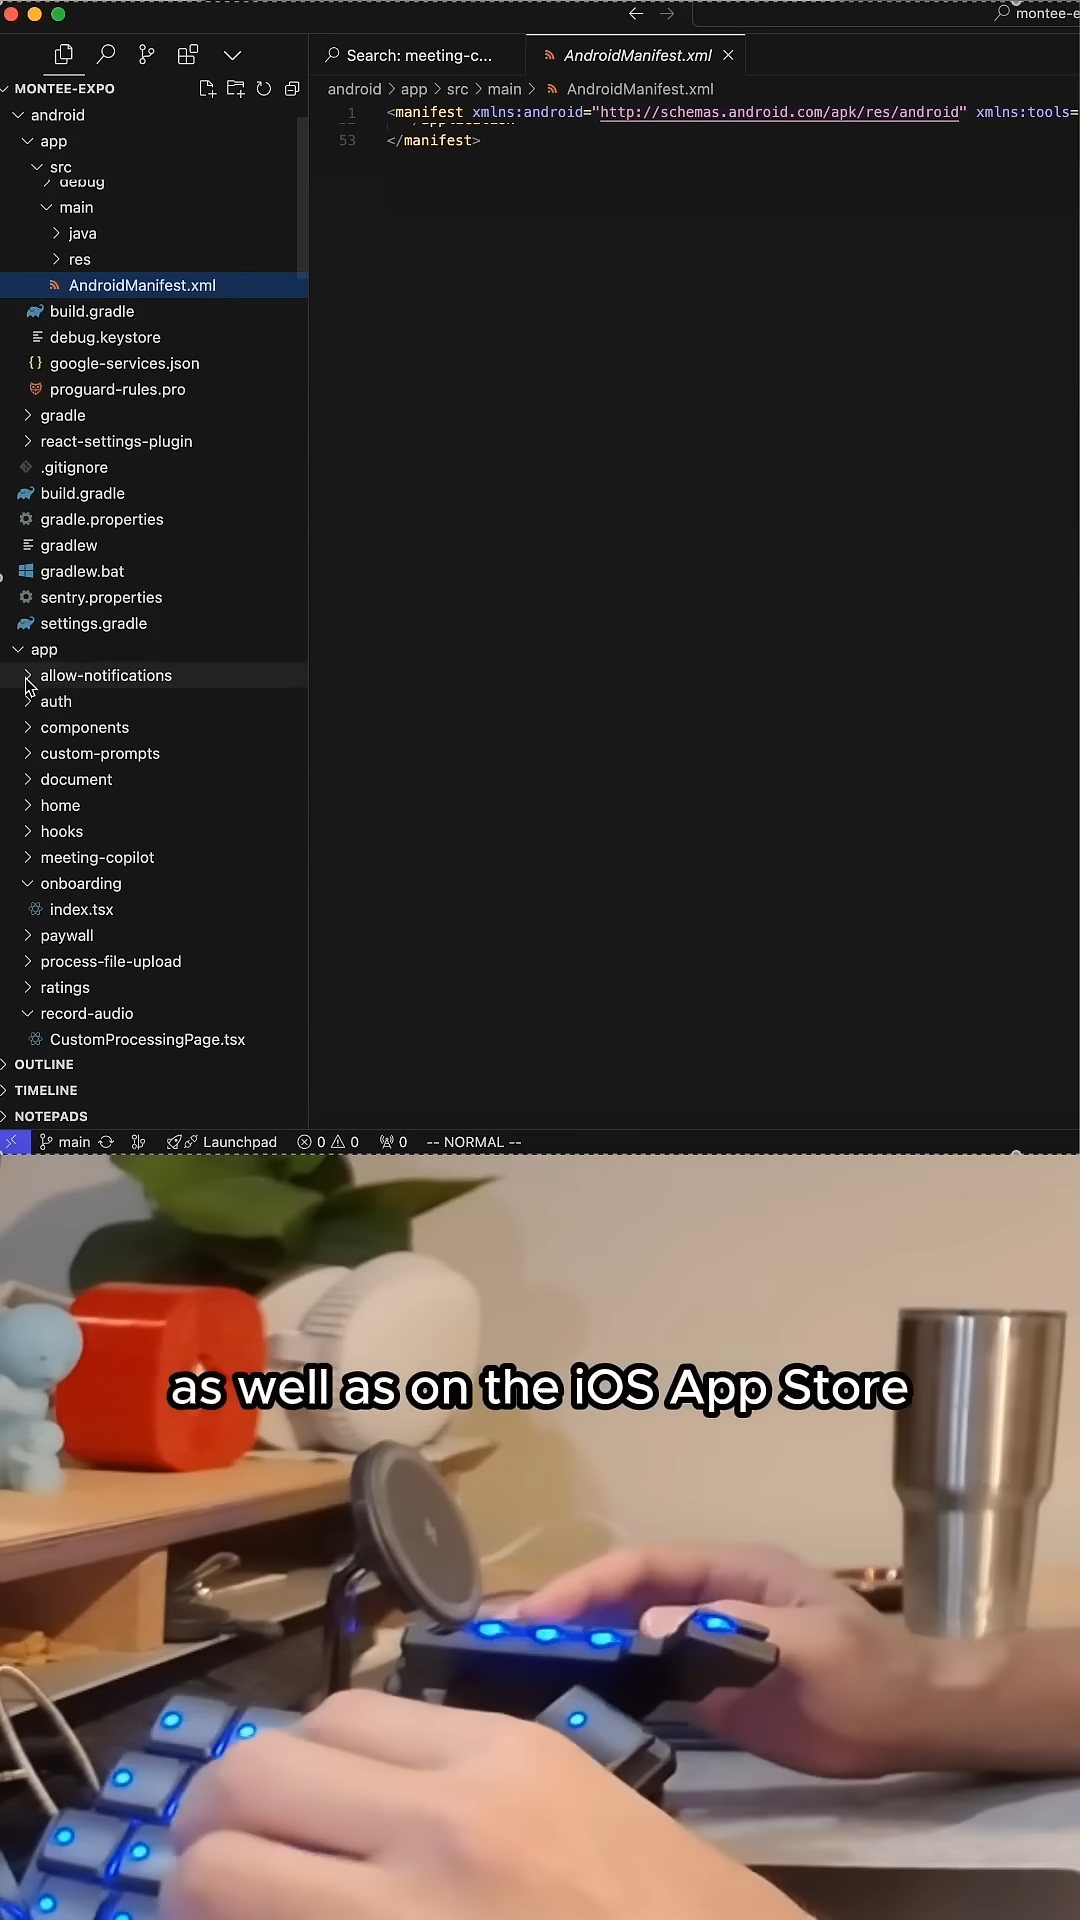 montee-e
Search: meeting-c...
AndroidManifest.xml
MONTEE-EXPO
android > app > src > main > AndroidManifest.xml
1 <manifest xmlns:android="http://schemas.android.com/apk/res/android" xmlns:tools=
53 </manifest>
android
app
src
debug
main
java
res
AndroidManifest.xml
build.gradle
debug.keystore
{} google-services.json
proguard-rules.pro
gradle
react-settings-plugin
.gitignore
build.gradle
gradle.properties
gradlew
gradlew.bat
sentry.properties
settings.gradle
app
allow-notifications
auth
components
custom-prompts
document
home
hooks
meeting-copilot
onboarding
index.tsx
paywall
process-file-upload
ratings
record-audio
CustomProcessingPage.tsx
OUTLINE
TIMELINE
NOTEPADS
main Launchpad 0 0 0 -- NORMAL --
as well as on the iOS App Store